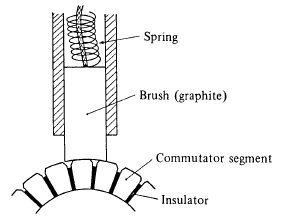 Spring
Brush (graphite)
Commutator segment
Insulator